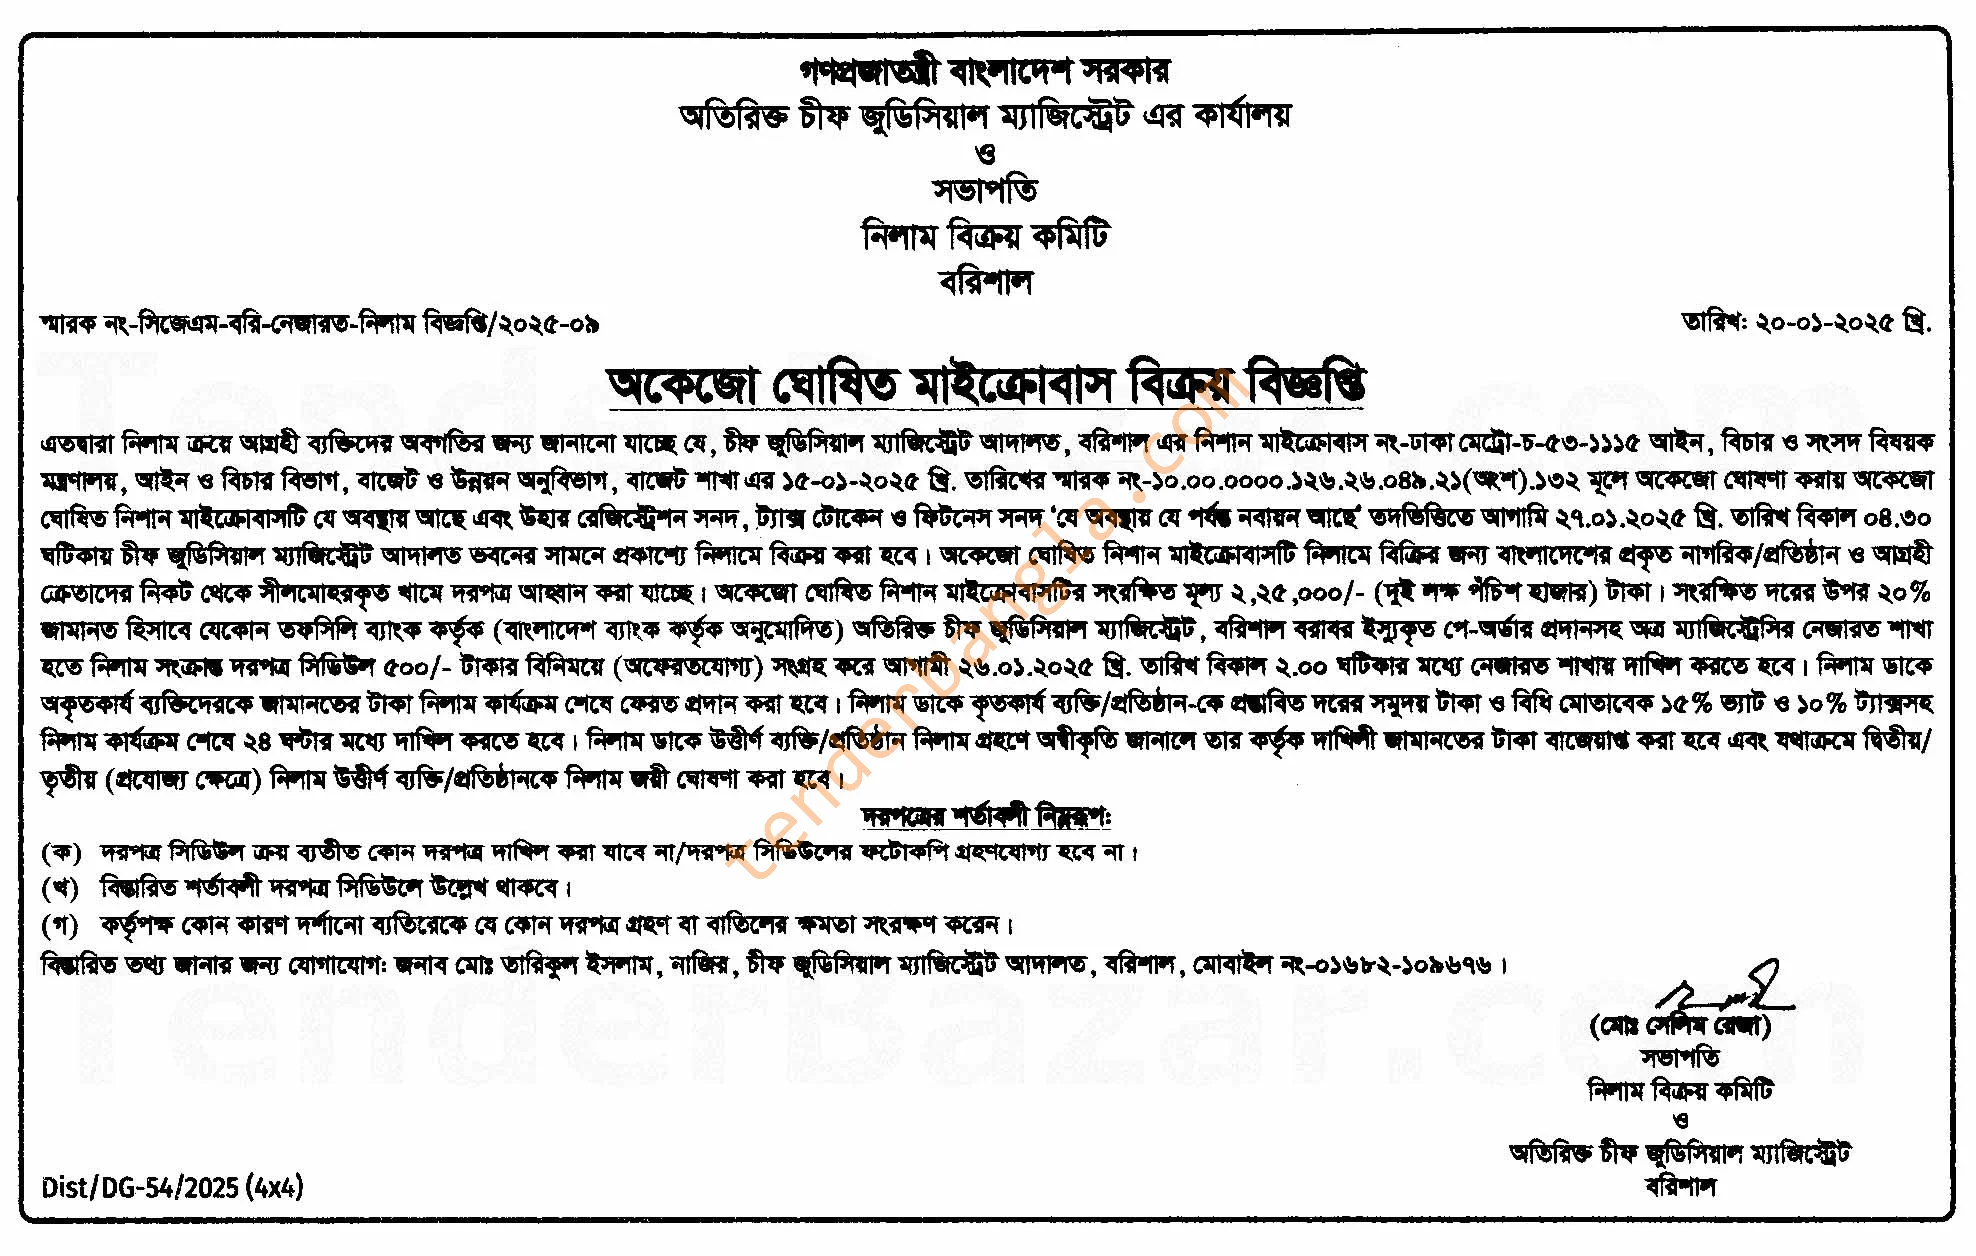 গণপ্রজাতন্ত্রী বাংলাদেশ সরকার
অতিরিক্ত চীফ জুডিসিয়াল ম্যাজিস্ট্রেট এর কার্যালয়
ও
সভাপতি
নিলাম বিক্রয় কমিটি
বরিশাল
স্মারক নং-সিজেএম-বরি-নেজারত-নিলাম বিজ্ঞপ্তি/২০২৫-০৯
তারিখঃ ২০-০১-২০২৫ খ্রি.
অকেজো ঘোষিত মাইক্রোবাস বিক্রয় বিজ্ঞপ্তি
এতদ্বারা নিলাম ক্রয়ে আগ্রহী ব্যক্তিদের অবগতির জন্য জানানো যাচ্ছে যে, চীফ জুডিসিয়াল ম্যাজিস্ট্রেট আদালত, বরিশাল এর নিশান মাইক্রোবাস নং-ঢাকা মেট্রো-চ-৫৩-১১১৫ আইন, বিচার ও সংসদ বিষয়ক
মন্ত্রণালয়, আইন ও বিচার বিভাগ, বাজেট ও উন্নয়ন অনুবিভাগ, বাজেট শাখা এর ১৫-০১-২০২৫ খ্রি. তারিখের স্মারক নং-১০.০০.০০০০.১২৬.২৬.০৪৯.২১(অংশ).১৩২ মূলে অকেজো ঘোষণা করায় অকেজো
ঘোষিত নিশান মাইক্রোবাসটি যে অবস্থায় আছে এবং উহার রেজিস্ট্রেশন সনদ, ট্যাক্স টোকেন ও ফিটনেস সনদ ‘যে অবস্থায় যে পর্যন্ত নবায়ন আছে’ তদভিত্তিতে আগামি ২৭.০১.২০২৫ খ্রি. তারিখ বিকাল ০৪.৩০
ঘটিকায় চীফ জুডিসিয়াল ম্যাজিস্ট্রেট আদালত ভবনের সামনে প্রকাশ্যে নিলামে বিক্রয় করা হবে। অকেজো ঘোষিত নিশান মাইক্রোবাসটি নিলামে বিক্রির জন্য বাংলাদেশের প্রকৃত নাগরিক/প্রতিষ্ঠান ও আগ্রহী
ক্রেতাদের নিকট থেকে সীলমোহরকৃত খামে দরপত্র আহ্বান করা যাচ্ছে। অকেজো ঘোষিত নিশান মাইক্রোবাসটির সংরক্ষিত মূল্য ২,২৫,০০০/- (দুই লক্ষ পঁচিশ হাজার) টাকা। সংরক্ষিত দরের উপর ২০%
জামানত হিসাবে যেকোন তফসিলি ব্যাংক কর্তৃক (বাংলাদেশ ব্যাংক কর্তৃক অনুমোদিত) অতিরিক্ত চীফ জুডিসিয়াল ম্যাজিস্ট্রেট, বরিশাল বরাবর ইস্যুকৃত পে-অর্ডার প্রদানসহ অত্র ম্যাজিস্ট্রেসির নেজারত শাখা
হতে নিলাম সংক্রান্ত দরপত্র সিডিউল ৫০০/- টাকার বিনিময়ে (অফেরতযোগ্য) সংগ্রহ করে আগামী ২৬.০১.২০২৫ খ্রি. তারিখ বিকাল ২.০০ ঘটিকার মধ্যে নেজারত শাখায় দাখিল করতে হবে। নিলাম ডাকে
অকৃতকার্য ব্যক্তিদেরকে জামানতের টাকা নিলাম কার্যক্রম শেষে ফেরত প্রদান করা হবে। নিলাম ডাকে কৃতকার্য ব্যক্তি/প্রতিষ্ঠান-কে প্রস্তাবিত দরের সমুদয় টাকা ও বিধি মোতাবেক ১৫% ভ্যাট ও ১০% ট্যাক্সসহ
নিলাম কার্যক্রম শেষে ২৪ ঘন্টার মধ্যে দাখিল করতে হবে। নিলাম ডাকে উত্তীর্ণ ব্যক্তি/প্রতিষ্ঠান নিলাম গ্রহণে অস্বীকৃতি জানালে তার কর্তৃক দাখিলী জামানতের টাকা বাজেয়াপ্ত করা হবে এবং যথাক্রমে দ্বিতীয়/
তৃতীয় (প্রযোজ্য ক্ষেত্রে) নিলাম উত্তীর্ণ ব্যক্তি/প্রতিষ্ঠানকে নিলাম জয়ী ঘোষণা করা হবে।
দরপত্রের শর্তাবলী নিম্নরূপঃ
(ক) দরপত্র সিডিউল ক্রয় ব্যতীত কোন দরপত্র দাখিল করা যাবে না/দরপত্র সিডিউলের ফটোকপি গ্রহণযোগ্য হবে না।
(খ) বিস্তারিত শর্তাবলী দরপত্র সিডিউলে উল্লেখ থাকবে।
(গ) কর্তৃপক্ষ কোন কারণ দর্শানো ব্যতিরেকে যে কোন দরপত্র গ্রহণ বা বাতিলের ক্ষমতা সংরক্ষণ করেন।
বিস্তারিত তথ্য জানার জন্য যোগাযোগঃ জনাব মোঃ তারিকুল ইসলাম, নাজির, চীফ জুডিসিয়াল ম্যাজিস্ট্রেট আদালত, বরিশাল, মোবাইল নং-০১৬৮২-১০৯৬৭৬।
(মোঃ সেলিম রেজা)
সভাপতি
নিলাম বিক্রয় কমিটি
ও
অতিরিক্ত চীফ জুডিসিয়াল ম্যাজিস্ট্রেট
বরিশাল
Dist/DG-54/2025 (4x4)
tenderbangla.com
TenderBazar.com